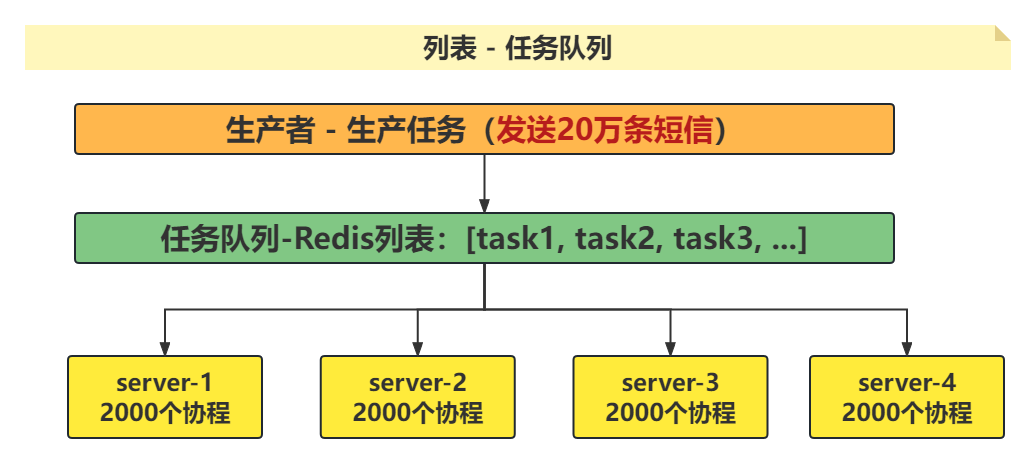 列表 - 任务队列
生产者 - 生产任务（发送20万条短信）
任务队列-Redis列表：[task1, task2, task3, ...]
server-1
2000个协程
server-2
2000个协程
server-3
2000个协程
server-4
2000个协程